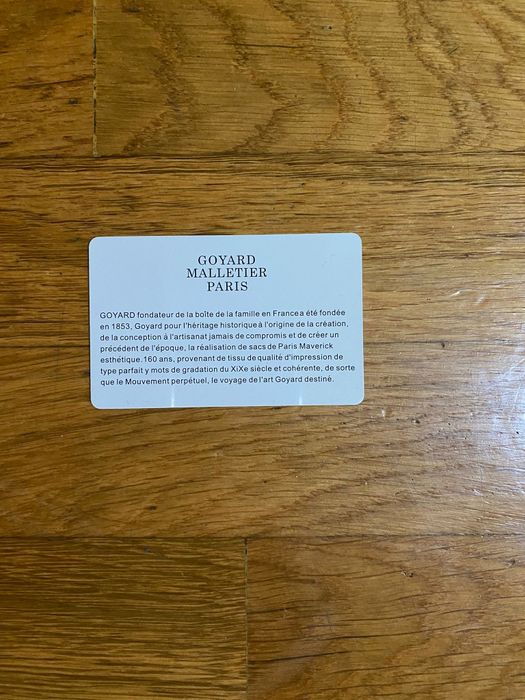 GOYARD
MALLETIER
PARIS
GOYARD fondateur de la boîte de la famille en Francea été fondée
en 1853, Goyard pour l'héritage historique à l'origine de la création,
de la conception à l'artisanat jamais de compromis et de créer un
précédent de l'époque, la réalisation de sacs de Paris Maverick
esthétique.160 ans, provenant de tissu de qualité d'impression de
type parfait y mots de gradation du XiXe siècle et cohérente, de sorte
que le Mouvement perpétuel, le voyage de l'art Goyard destiné.